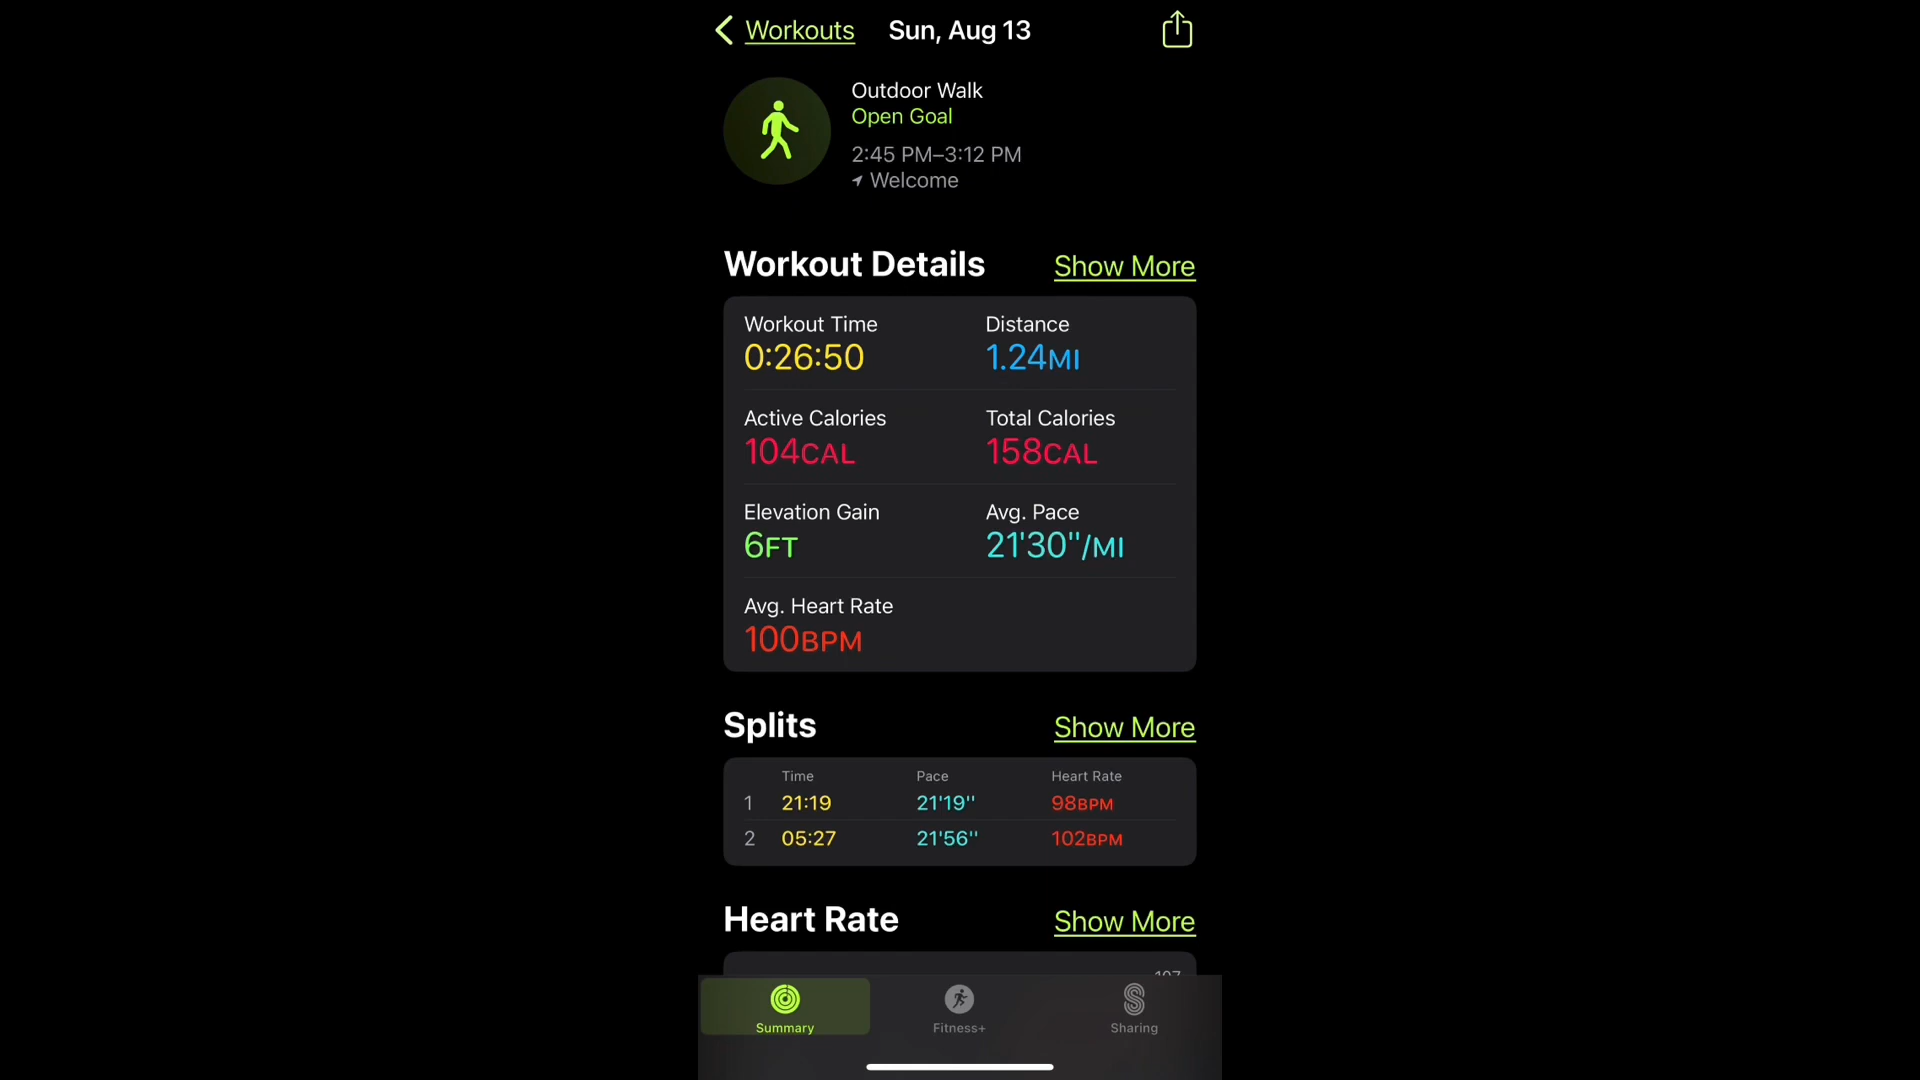 Workouts Sun, Aug 13
Outdoor Walk
Open Goal
2:45 PM–3:12 PM
Welcome
Workout Details Show More
Workout Time Distance
0:26:50 1.24MI
Active Calories Total Calories
104CAL 158CAL
Elevation Gain Avg. Pace
6FT 21'30"/MI
Avg. Heart Rate
100BPM
Splits Show More
Time Pace Heart Rate
1 21:19 21'19'' 98BPM
2 05:27 21'56'' 102BPM
Heart Rate Show More
Summary Fitness+ Sharing